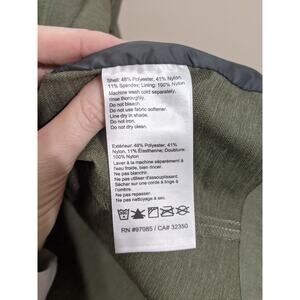 Shell: 48% Polyester, 41% Nylon,
11% Spandex; Lining: 100% Nylon
Machine wash cold separately,
rinse thoroughly.
Do not bleach.
Do not use fabric softener.
Line dry in shade.
Do not iron.
Do not dry clean.
Extérieur: 48% Polyester, 41%
Nylon, 11% Élasthanne; Doublure:
100% Nylon
Laver à la machine séparément à
l'eau froide, bien rincer.
Ne pas blanchir.
Ne pas utiliser d'assouplissant.
Sécher sur une corde à linge à
l'ombre.
Ne pas repasser.
Ne pas nettoyage à sec.
RN #97085 / CA# 32350